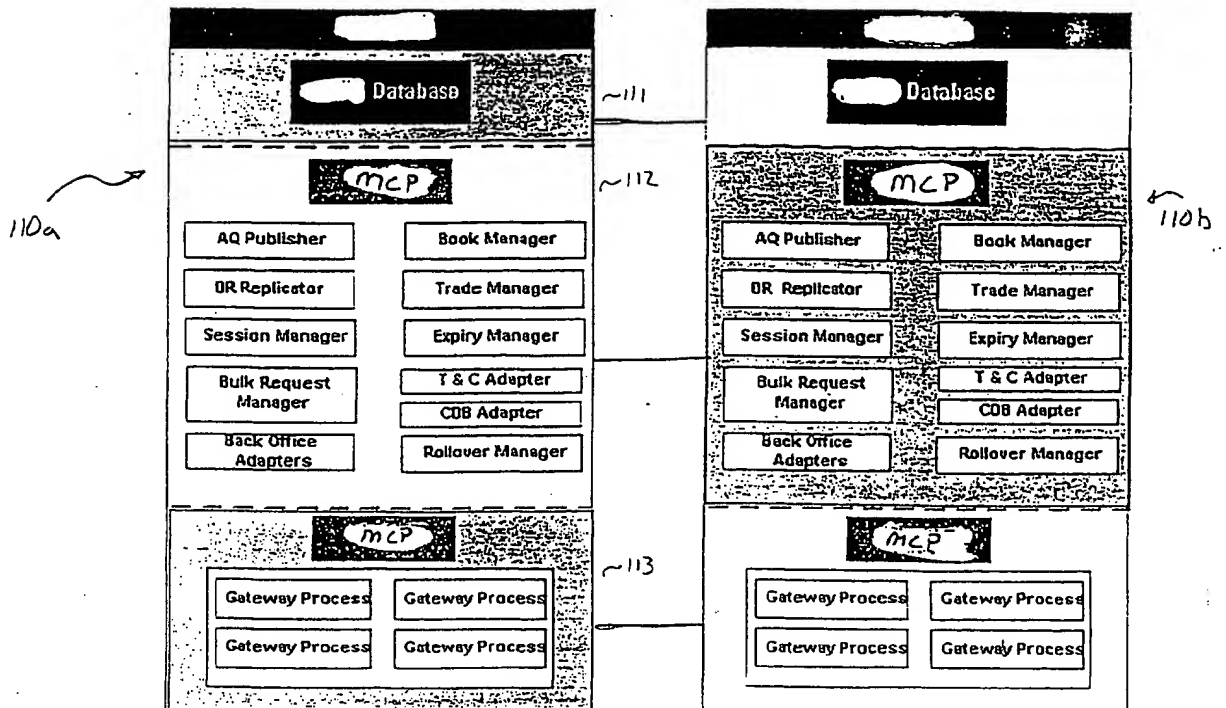 Database
~111
MCP
~112
110a
AQ Publisher
Book Manager
DR Replicator
Trade Manager
Session Manager
Expiry Manager
Bulk Request
Manager
T & C Adapter
CDB Adapter
Back Office
Adapters
Rollover Manager
MCP
~113
Gateway Process
Gateway Process
Gateway Process
Gateway Process
Database
MCP
110b
AQ Publisher
Book Manager
DR Replicator
Trade Manager
Session Manager
Expiry Manager
Bulk Request
Manager
T & C Adapter
CDB Adapter
Back Office
Adapters
Rollover Manager
MCP
Gateway Process
Gateway Process
Gateway Process
Gateway Process